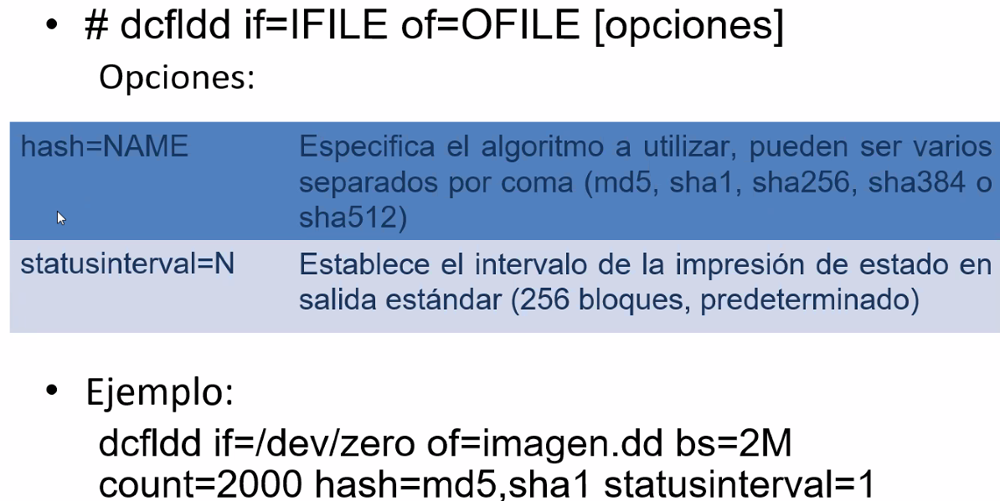 • # dcfldd if=IFILE of=OFILE [opciones]
Opciones:
hash=NAME
Especifica el algoritmo a utilizar, pueden ser varios
separados por coma (md5, sha1, sha256, sha384 o
sha512)
statusinterval=N
Establece el intervalo de la impresión de estado en
salida estándar (256 bloques, predeterminado)
• Ejemplo:
dcfldd if=/dev/zero of=imagen.dd bs=2M
count=2000 hash=md5,sha1 statusinterval=1